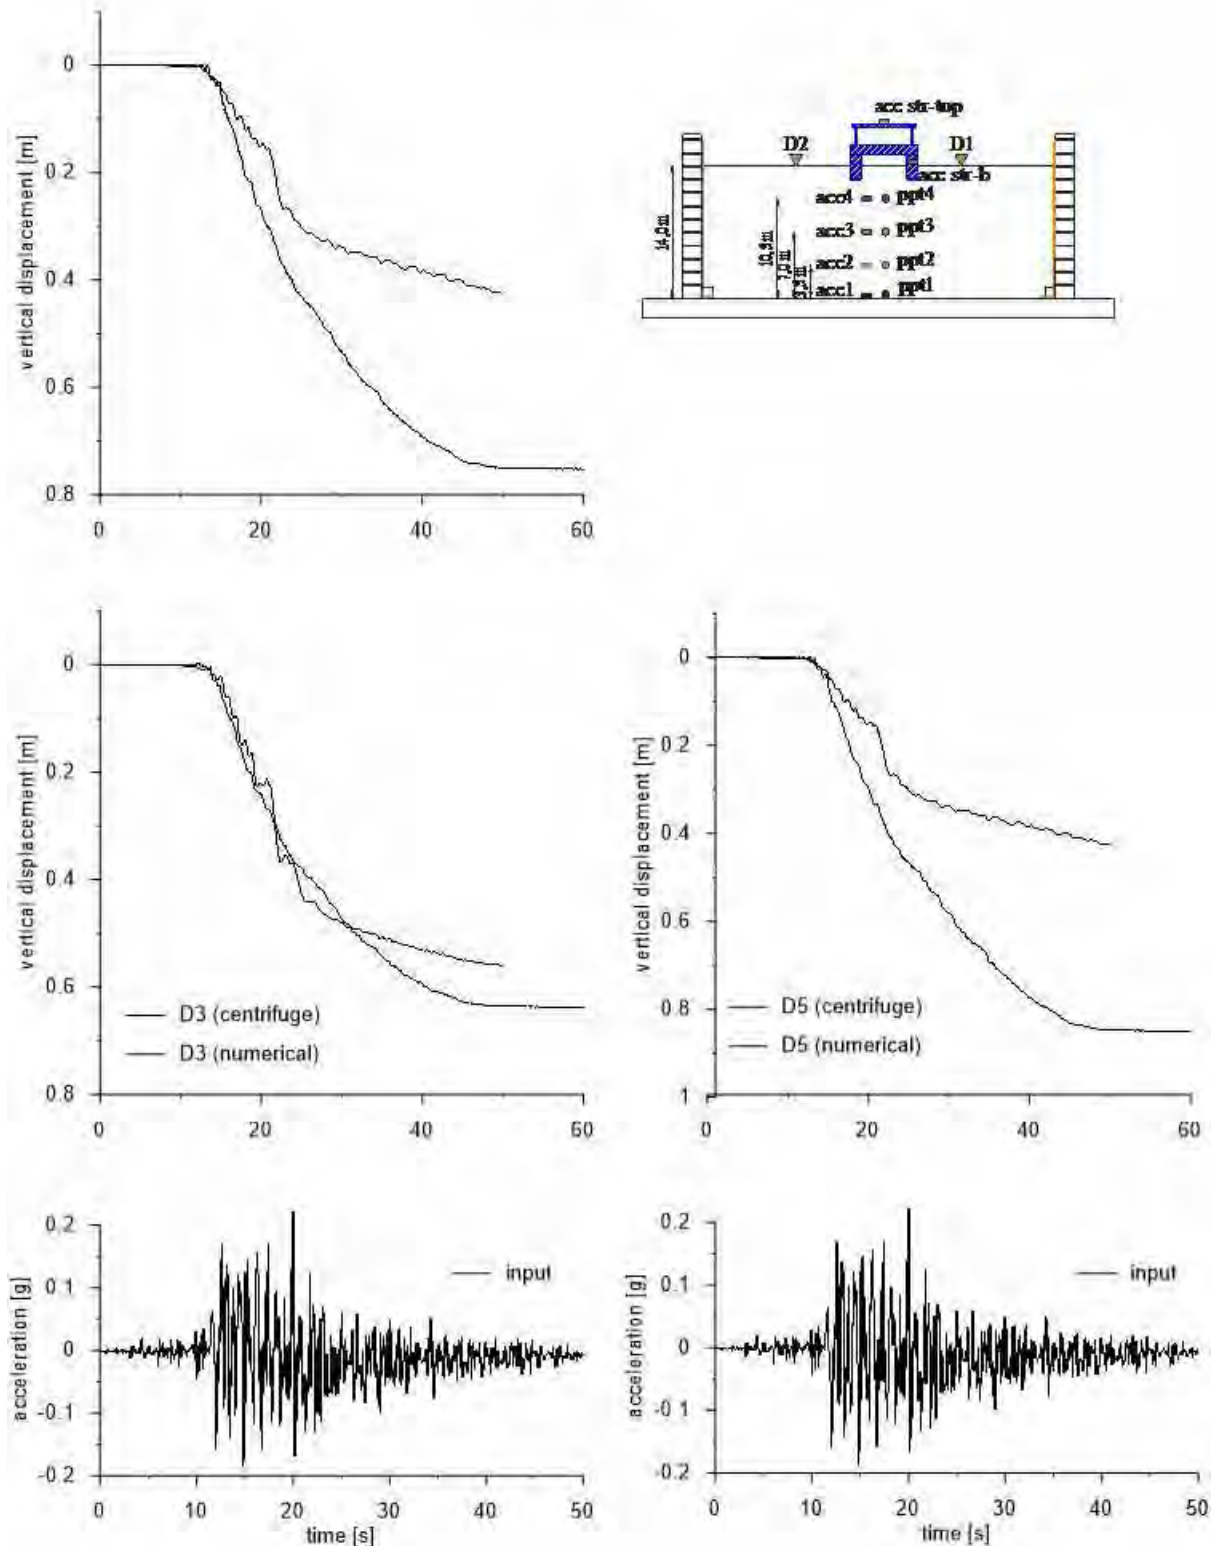 0
0.2
0.4
0.6
0.8
vertical displacement [m]
0 20 40 60
acc str-top
D2 D1
acc str-b
acc4 ppt4
acc3 ppt3
acc2 ppt2
acc1 ppt1
14,0m
7,0m
0
0.2
0.4
0.6
0.8
vertical displacement [m]
D3 (centrifuge)
D3 (numerical)
0 20 40 60
0
0.2
0.4
0.6
0.8
1
vertical displacement [m]
D5 (centrifuge)
D5 (numerical)
0 20 40 60
0.2
0.1
0
-0.1
-0.2
acceleration [g]
input
0 10 20 30 40 50
time [s]
0.2
0.1
0
-0 1
-0.2
acceleration [g]
input
0 10 20 30 40 50
time [s]